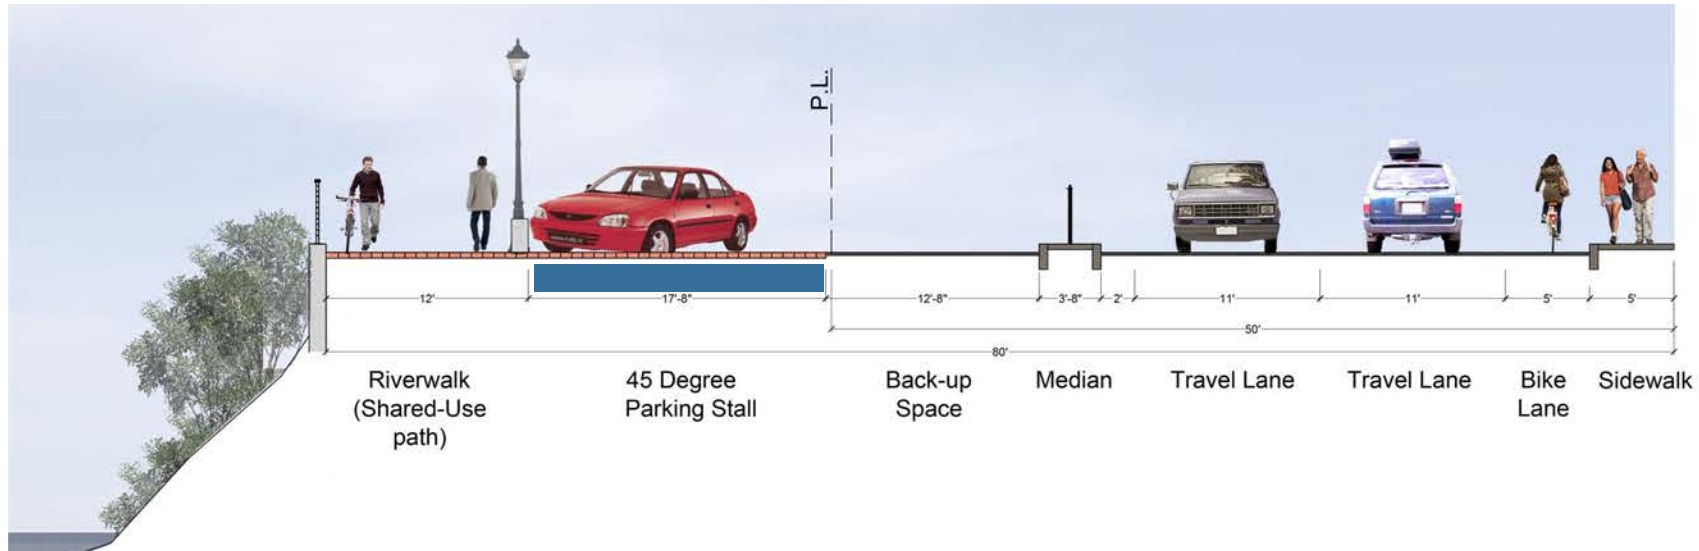 P.L.
12'
17'-8"
12'-8"
3'-8"
2'
11'
11'
5'
5'
50'
80'
Riverwalk
(Shared-Use
path)
45 Degree
Parking Stall
Back-up
Space
Median
Travel Lane
Travel Lane
Bike
Lane
Sidewalk